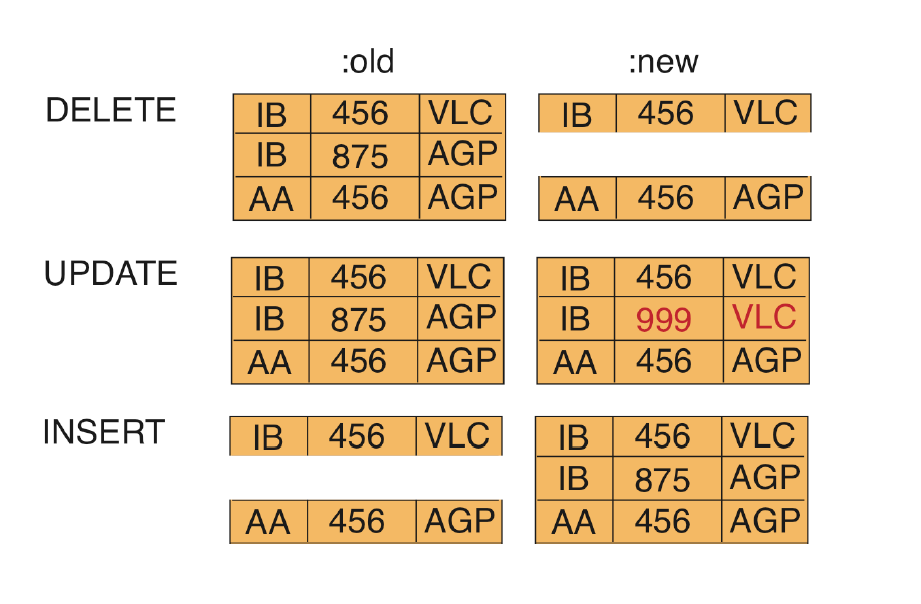 :old :new
DELETE IB 456 VLC IB 456 VLC
IB 875 AGP
AA 456 AGP AA 456 AGP
UPDATE IB 456 VLC IB 456 VLC
IB 875 AGP IB 999 VLC
AA 456 AGP AA 456 AGP
INSERT IB 456 VLC IB 456 VLC
IB 875 AGP
AA 456 AGP AA 456 AGP